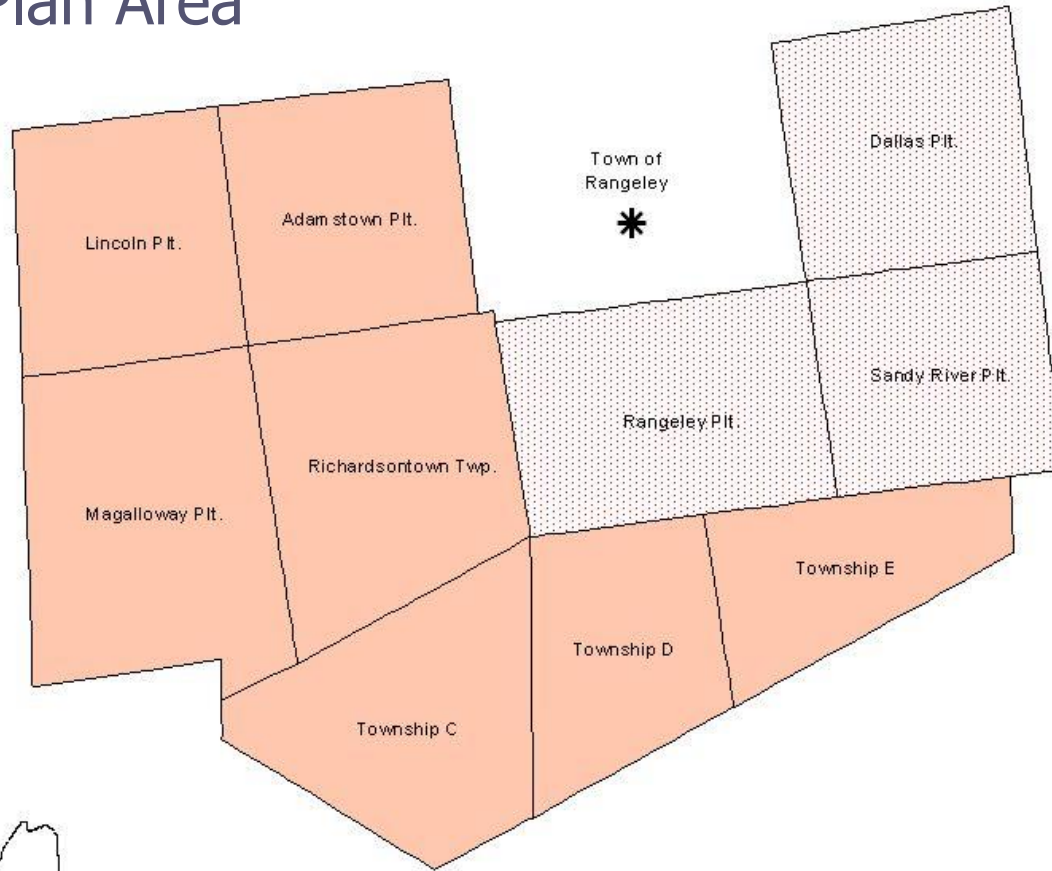 Plan Area
Dallas Plt.
Town of
Rangeley
Adamstown Plt.
Lincoln Plt.
Sandy River Plt.
Rangeley Plt.
Richardsontown Twp.
Magalloway Plt.
Township E
Township D
Township C